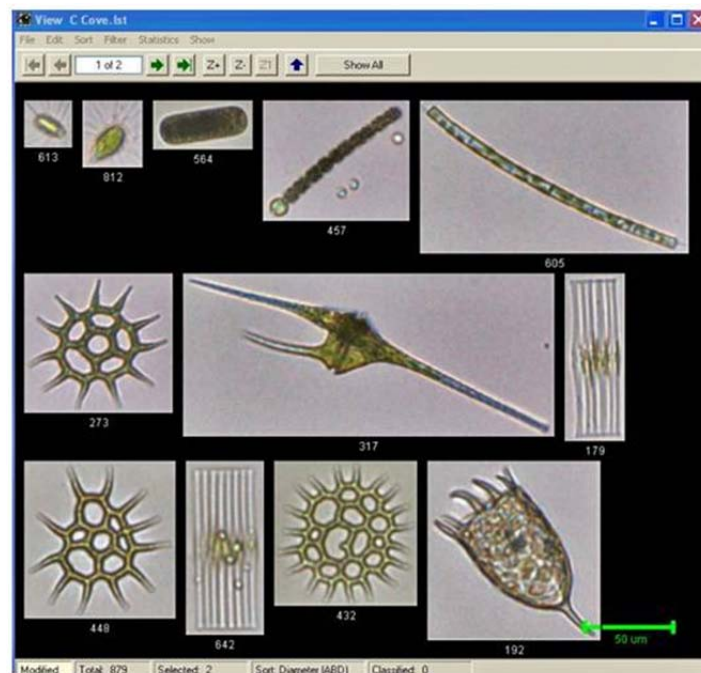 View C Cove.lst
File Edit Sort Filter Statistics Show
1 of 2 Z+ Z- Z1 Show All
613 812 564 457 605
273 317 179
448 642 432 192
50 um
Modified Total: 879 Selected: 2 Sort: Diameter (ABD) Classified: 0